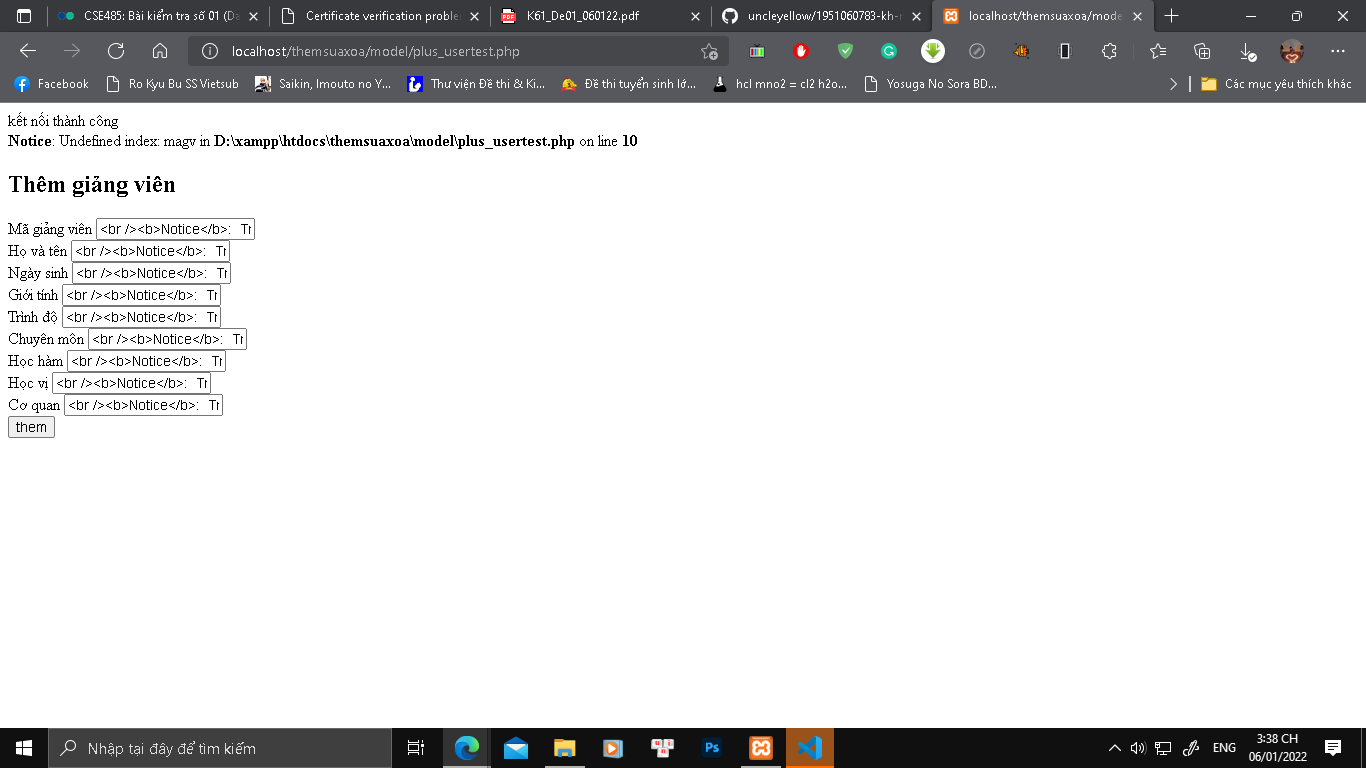 CSE485: Bài kiểm tra số 01 (Da
Certificate verification proble
K61_De01_060122.pdf
uncleyellow/1951060783-kh-r
localhost/themsuaxoa/mode
localhost/themsuaxoa/model/plus_usertest.php
Facebook
Ro Kyu Bu SS Vietsub
Saikin, Imouto no Y...
Thư viện Đề thi & Ki...
Đề thi tuyển sinh lớ...
hcl mno2 = cl2 h2o...
Yosuga No Sora BD...
Các mục yêu thích khác
kết nối thành công
Notice: Undefined index: magv in D:\xampp\htdocs\themsuaxoa\model\plus_usertest.php on line 10
Thêm giảng viên
Mã giảng viên <br /><b>Notice</b>: Tr
Họ và tên <br /><b>Notice</b>: Tr
Ngày sinh <br /><b>Notice</b>: Tr
Giới tính <br /><b>Notice</b>: Tr
Trình độ <br /><b>Notice</b>: Tr
Chuyên môn <br /><b>Notice</b>: Tr
Học hàm <br /><b>Notice</b>: Tr
Học vị <br /><b>Notice</b>: Tr
Cơ quan <br /><b>Notice</b>: Tr
them
Nhập tại đây để tìm kiếm
Ps
ENG
3:38 CH
06/01/2022